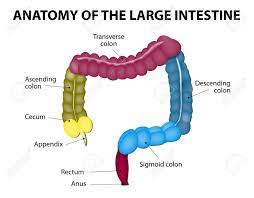 ANATOMY OF THE LARGE INTESTINE
Transverse
colon
Ascending
colon
Descending
colon
Cecum
Appendix
Sigmoid colon
Rectum
Anus